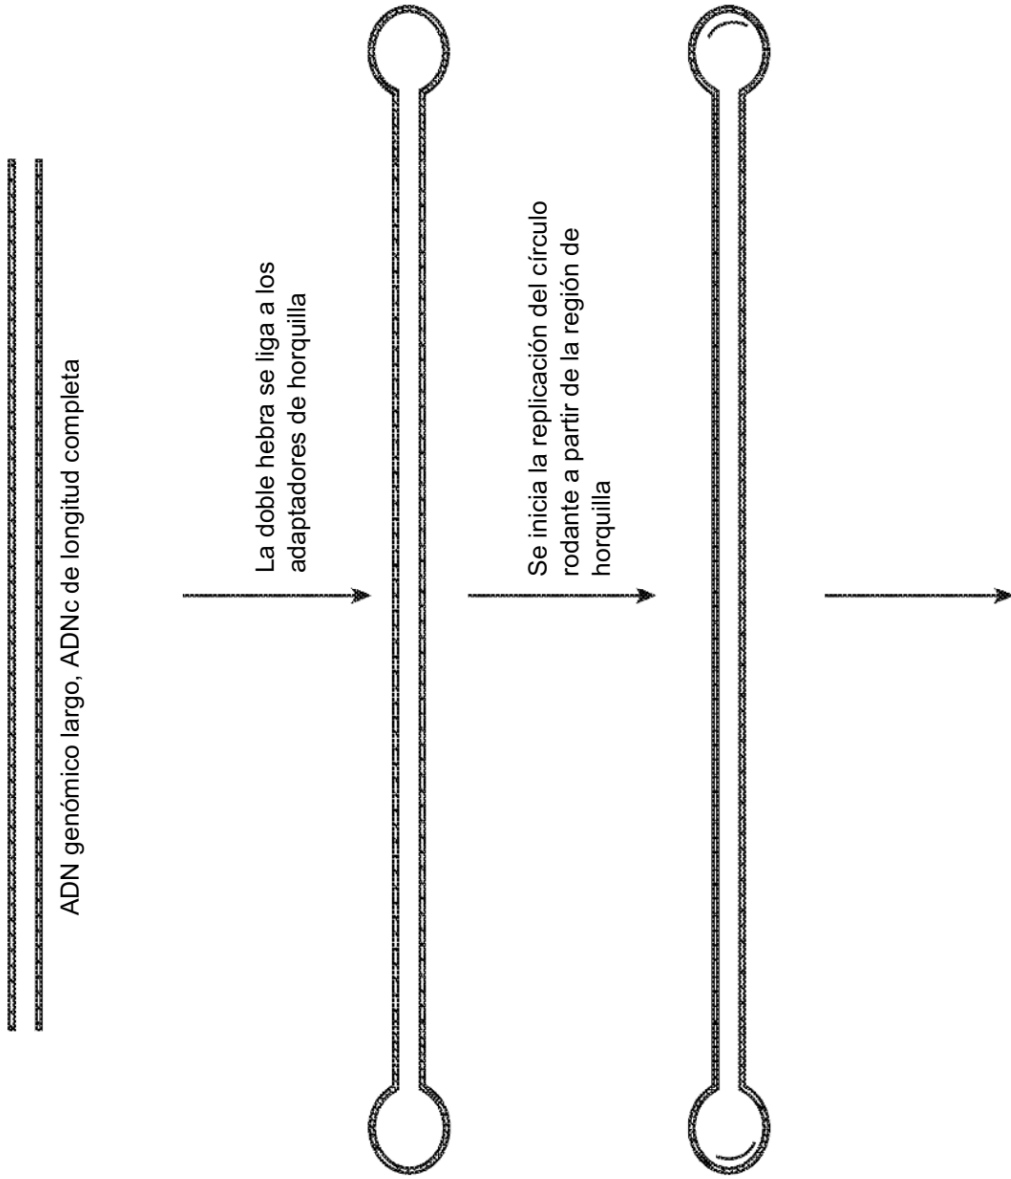 ADN genómico largo, ADNc de longitud completa
La doble hebra se liga a los
adaptadores de horquilla
Se inicia la replicación del círculo
rodante a partir de la región de
horquilla